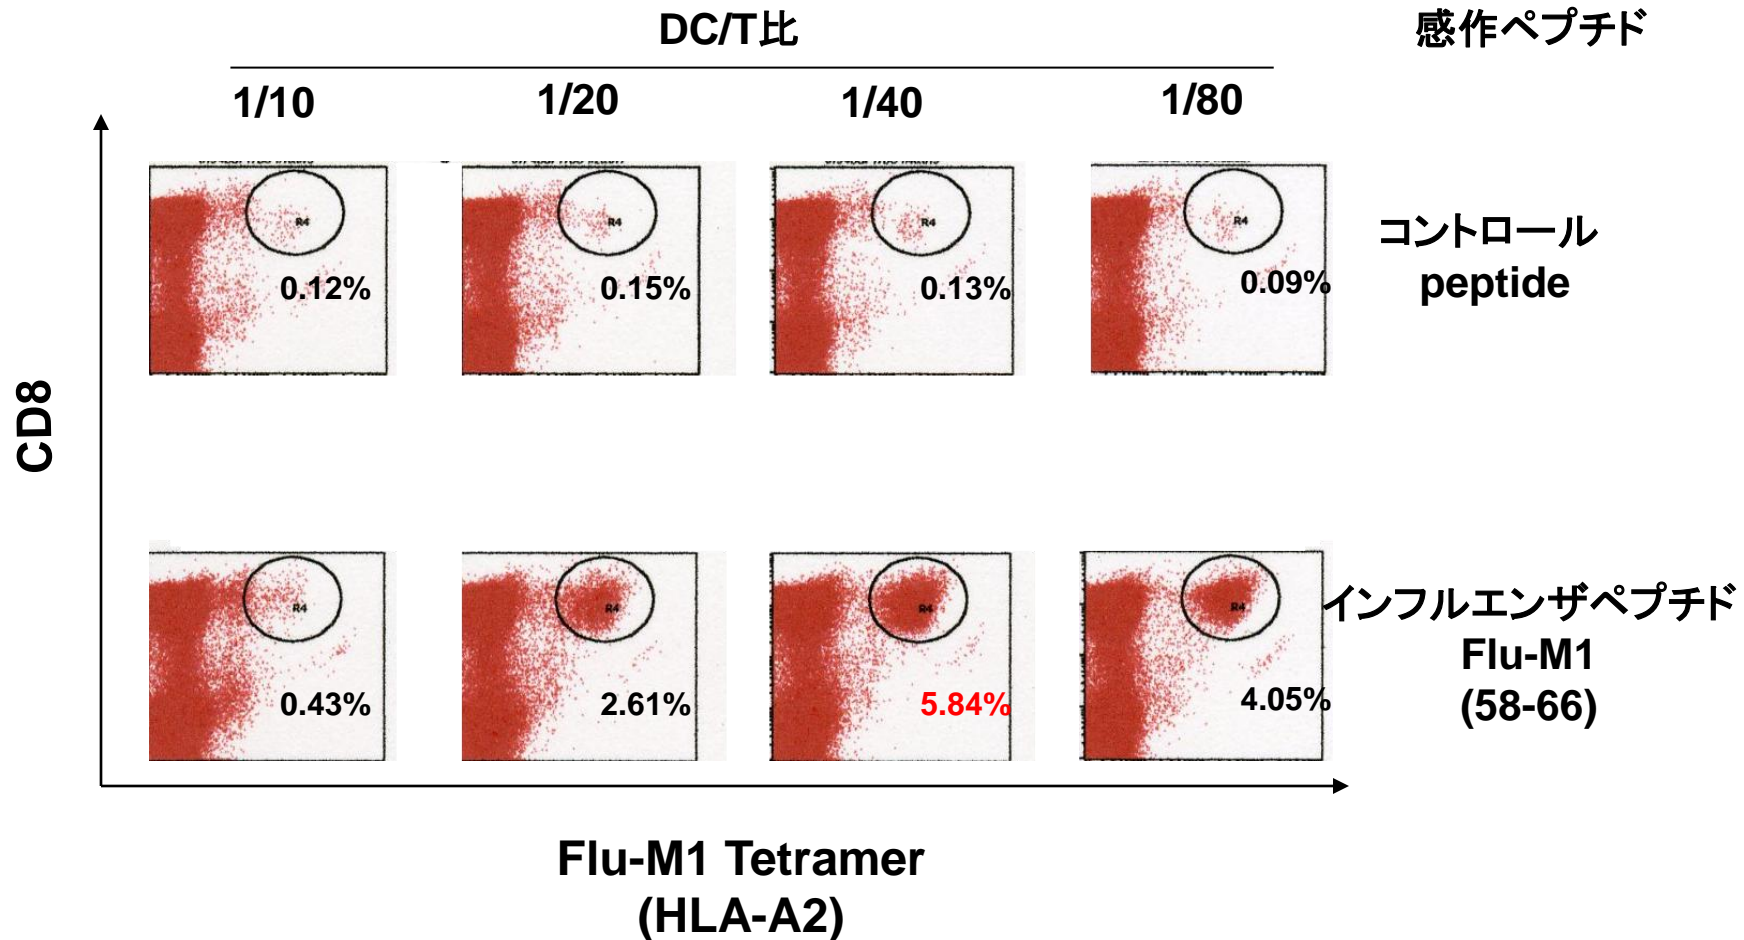 DC/T比
感作ペプチド
1/10
1/20
1/40
1/80
CD8
R4
0.12%
R4
0.15%
R4
0.13%
R4
0.09%
コントロール
peptide
R4
0.43%
R4
2.61%
R4
5.84%
R4
4.05%
インフルエンザペプチド
Flu-M1
(58-66)
Flu-M1 Tetramer
(HLA-A2)